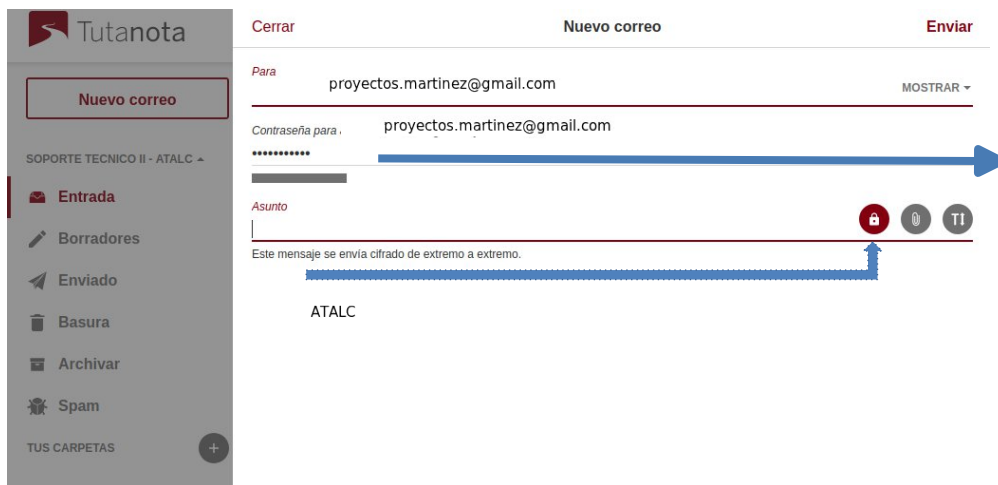 Tutanota
Nuevo correo
SOPORTE TECNICO II - ATALC
Entrada
Borradores
Enviado
Basura
Archivar
Spam
TUS CARPETAS
Cerrar
Nuevo correo
Enviar
Para
proyectos.martinez@gmail.com
MOSTRAR
Contraseña para
proyectos.martinez@gmail.com
•••••••••••
Asunto
TI
Este mensaje se envía cifrado de extremo a extremo.
ATALC